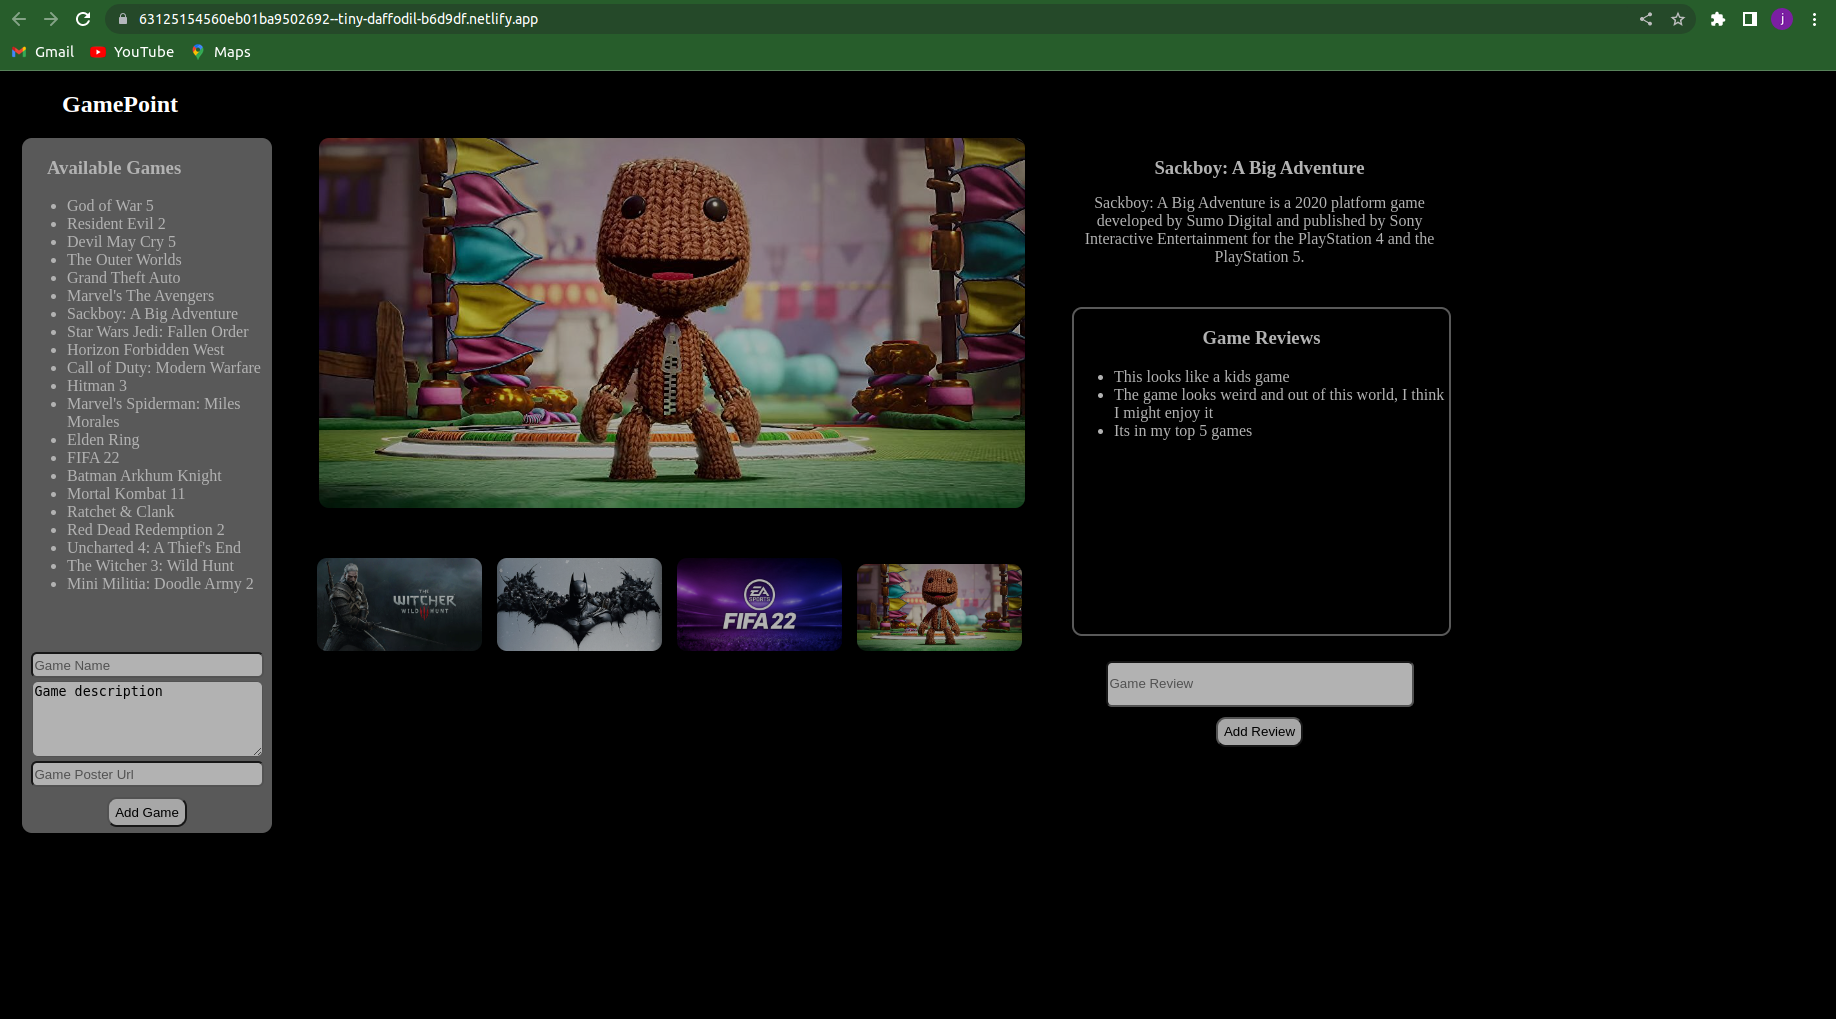 63125154560eb01ba9502692--tiny-daffodil-b6d9df.netlify.app
j
Gmail
YouTube
Maps
GamePoint
Available Games
God of War 5
Resident Evil 2
Devil May Cry 5
The Outer Worlds
Grand Theft Auto
Marvel's The Avengers
Sackboy: A Big Adventure
Star Wars Jedi: Fallen Order
Horizon Forbidden West
Call of Duty: Modern Warfare
Hitman 3
Marvel's Spiderman: Miles
Morales
Elden Ring
FIFA 22
Batman Arkhum Knight
Mortal Kombat 11
Ratchet & Clank
Red Dead Redemption 2
Uncharted 4: A Thief's End
The Witcher 3: Wild Hunt
Mini Militia: Doodle Army 2
Game Name
Game description
Game Poster Url
Add Game
THE
WITCHER
WILD HUNT
EA
SPORTS
FIFA 22
Sackboy: A Big Adventure
Sackboy: A Big Adventure is a 2020 platform game
developed by Sumo Digital and published by Sony
Interactive Entertainment for the PlayStation 4 and the
PlayStation 5.
Game Reviews
This looks like a kids game
The game looks weird and out of this world, I think
I might enjoy it
Its in my top 5 games
Game Review
Add Review